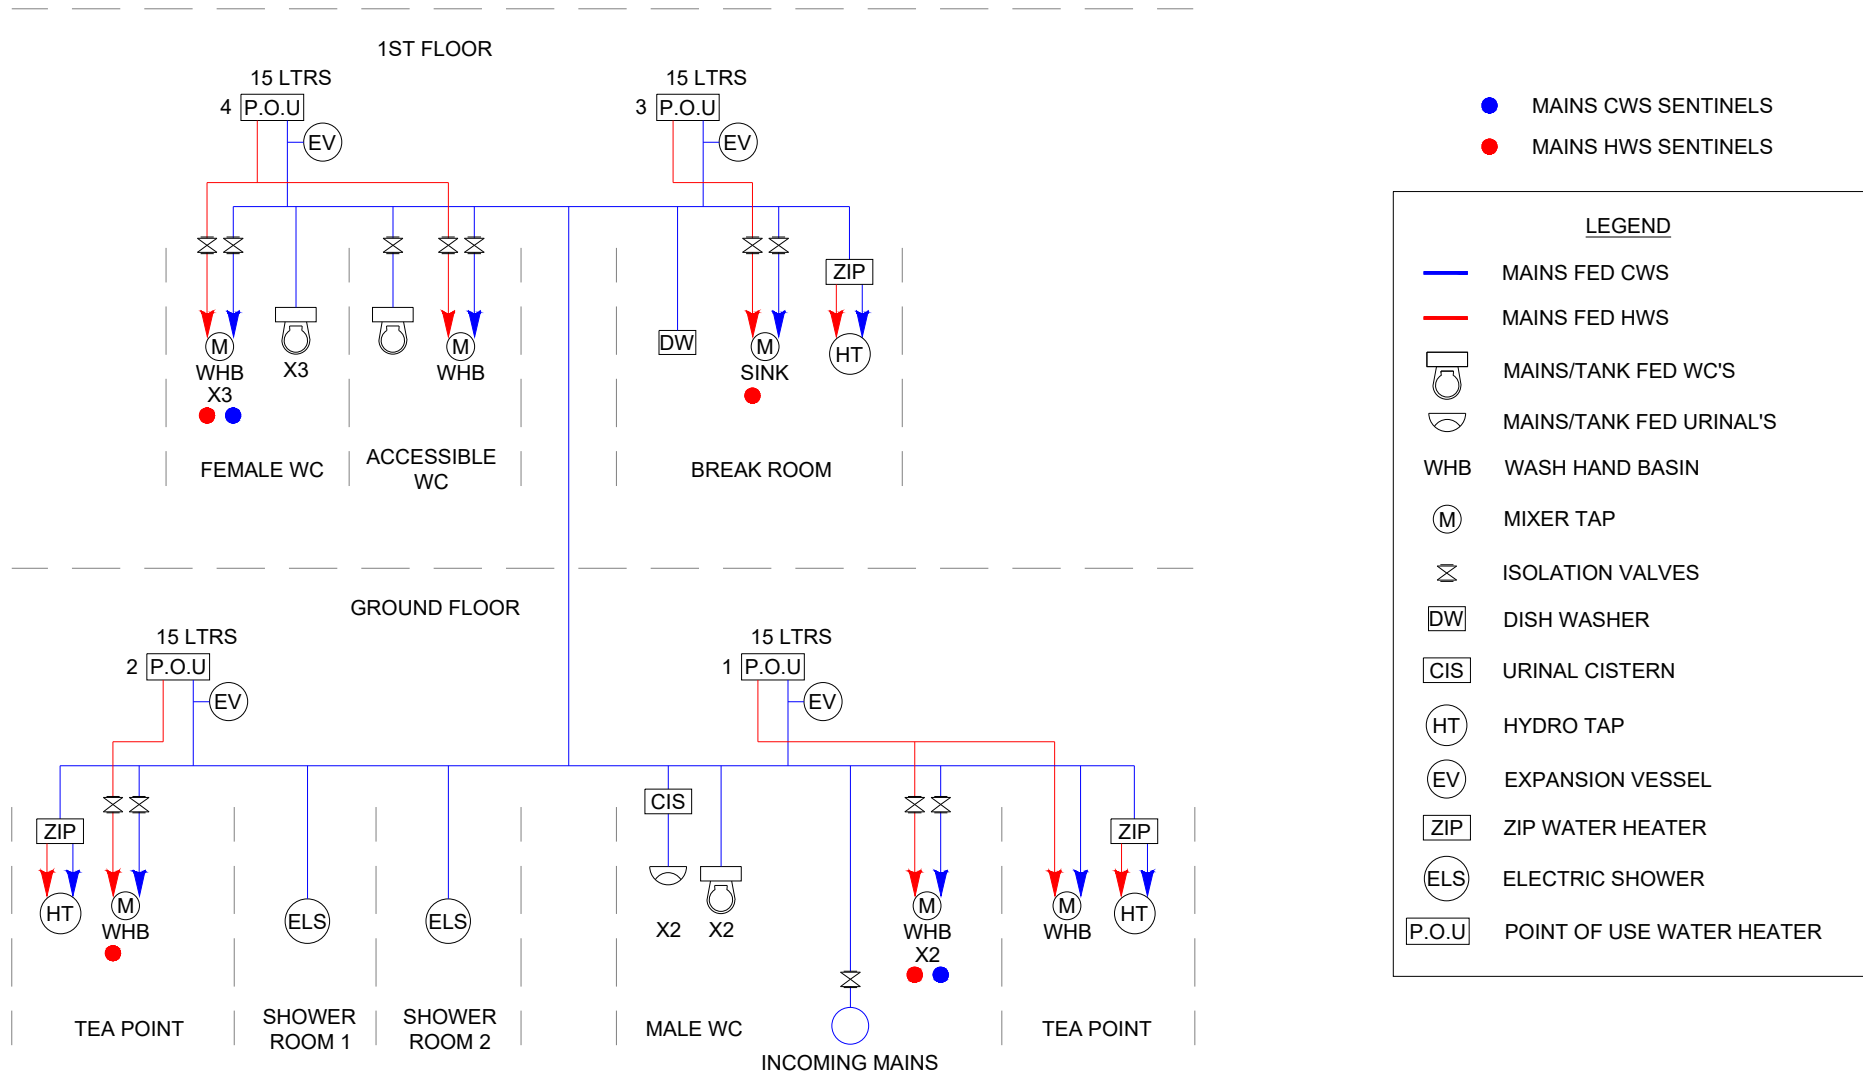 1ST FLOOR
15 LTRS
4 P.O.U
EV
15 LTRS
3 P.O.U
EV
ZIP
M
WHB
X3
X3
M
WHB
DW
M
SINK
HT
FEMALE WC
ACCESSIBLE
WC
BREAK ROOM
GROUND FLOOR
15 LTRS
2 P.O.U
EV
15 LTRS
1 P.O.U
EV
ZIP
HT
M
WHB
ELS
ELS
CIS
X2
X2
M
WHB
X2
M
WHB
ZIP
HT
TEA POINT
SHOWER
ROOM 1
SHOWER
ROOM 2
MALE WC
INCOMING MAINS
TEA POINT
MAINS CWS SENTINELS
MAINS HWS SENTINELS
LEGEND
MAINS FED CWS
MAINS FED HWS
MAINS/TANK FED WC'S
MAINS/TANK FED URINAL'S
WHB WASH HAND BASIN
M MIXER TAP
ISOLATION VALVES
DW DISH WASHER
CIS URINAL CISTERN
HT HYDRO TAP
EV EXPANSION VESSEL
ZIP ZIP WATER HEATER
ELS ELECTRIC SHOWER
P.O.U POINT OF USE WATER HEATER